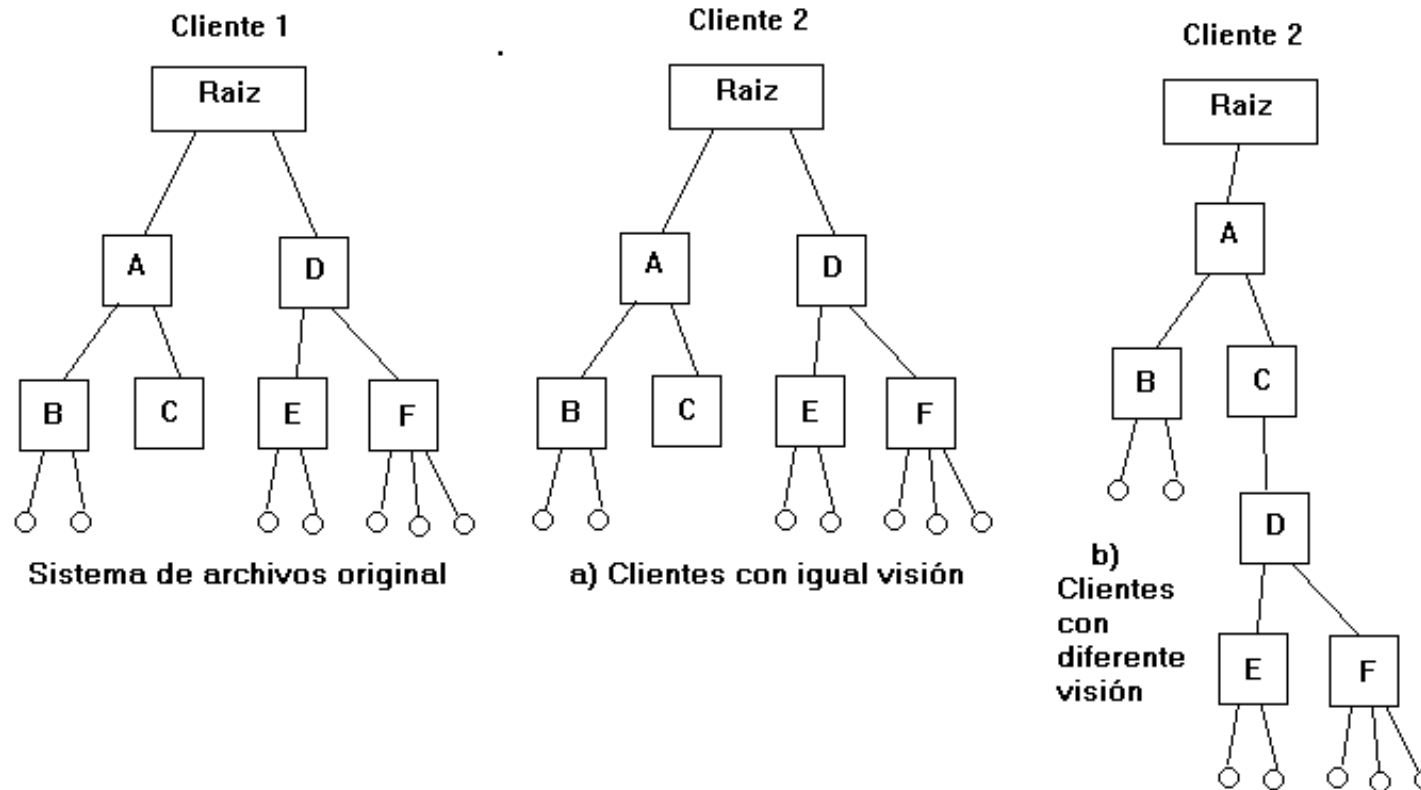 Cliente 1
Raiz
A
D
B
C
E
F
Sistema de archivos original
Cliente 2
Raiz
A
D
B
C
E
F
a) Clientes con igual visión
Cliente 2
Raiz
A
B
C
D
E
F
b)
Clientes
con
diferente
visión